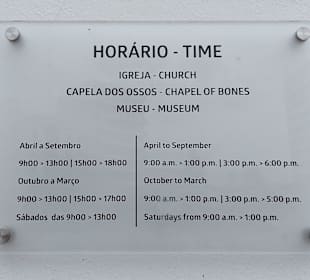 HORÁRIO - TIME
IGREJA - CHURCH
CAPELA DOS OSSOS - CHAPEL OF BONES
MUSEU - MUSEUM
Abril a Setembro
9h00 > 13h00 | 15h00 > 18h00
Outubro a Março
9h00 > 13h00 | 15h00 > 17h00
Sábados das 9h00 > 13h00
April to September
9:00 a.m. > 1:00 p.m. | 3:00 p.m. > 6:00 p.m.
October to March
9:00 a.m. > 1:00 p.m. | 3:00 p.m. > 5:00 p.m.
Saturdays from 9:00 a.m. > 1:00 p.m.